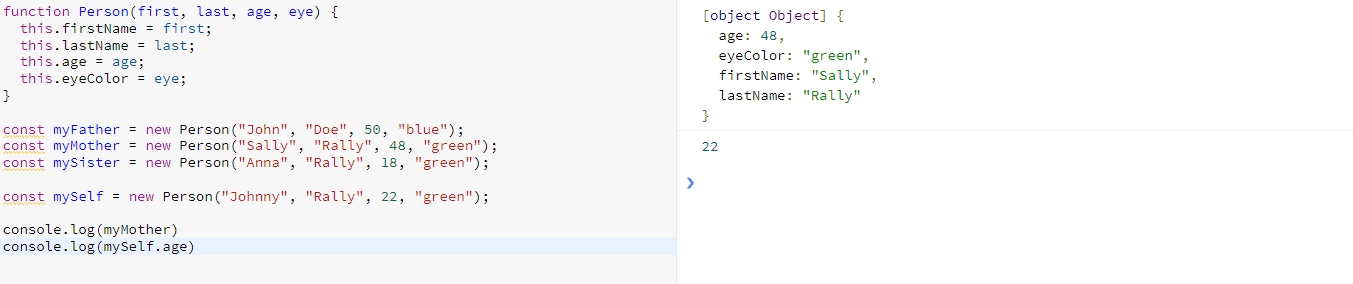 function Person(first, last, age, eye) {
  this.firstName = first;
  this.lastName = last;
  this.age = age;
  this.eyeColor = eye;
}
const myFather = new Person("John", "Doe", 50, "blue");
const myMother = new Person("Sally", "Rally", 48, "green");
const mySister = new Person("Anna", "Rally", 18, "green");
const mySelf = new Person("Johnny", "Rally", 22, "green");
console.log(myMother)
console.log(mySelf.age)
[object Object] {
  age: 48,
  eyeColor: "green",
  firstName: "Sally",
  lastName: "Rally"
}
22
❯